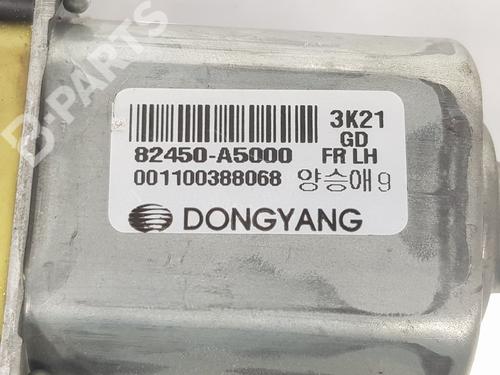 3K21
GD
82450-A5000 FR LH
001100388068 양승애9
DONGYANG
D-PARTS